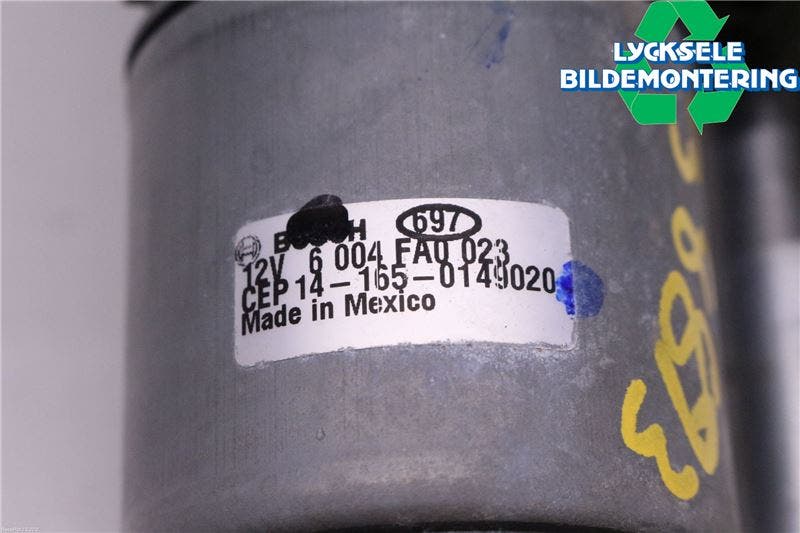 LYCKSELE
BILDEMONTERING
BOSCH 697
12V 6 004 FA0 023
CEP 14-165-0149020
Made in Mexico